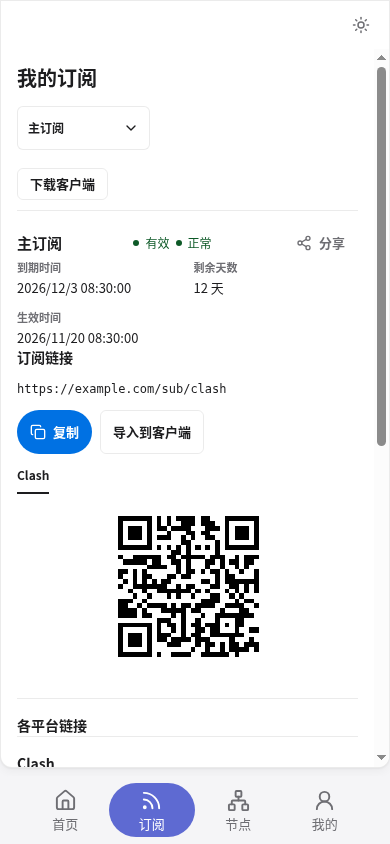 我的订阅
主订阅
下载客户端
主订阅
有效 正常
分享
到期时间 剩余天数
2026/12/3 08:30:00 12 天
生效时间
2026/11/20 08:30:00
订阅链接
https://example.com/sub/clash
复制 导入到客户端
Clash
各平台链接
Clash
首页 订阅 节点 我的